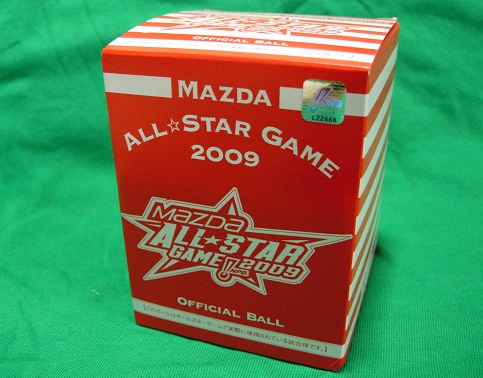 OFFICIAL BALL
MAZDA
LZ2668
ALL☆STAR GAME
2009
MAZDA
ALL★STAR
GAME NPB 2009
OFFICIAL BALL
【このボールはオールスターゲームで実際に使用されている試合球です。】